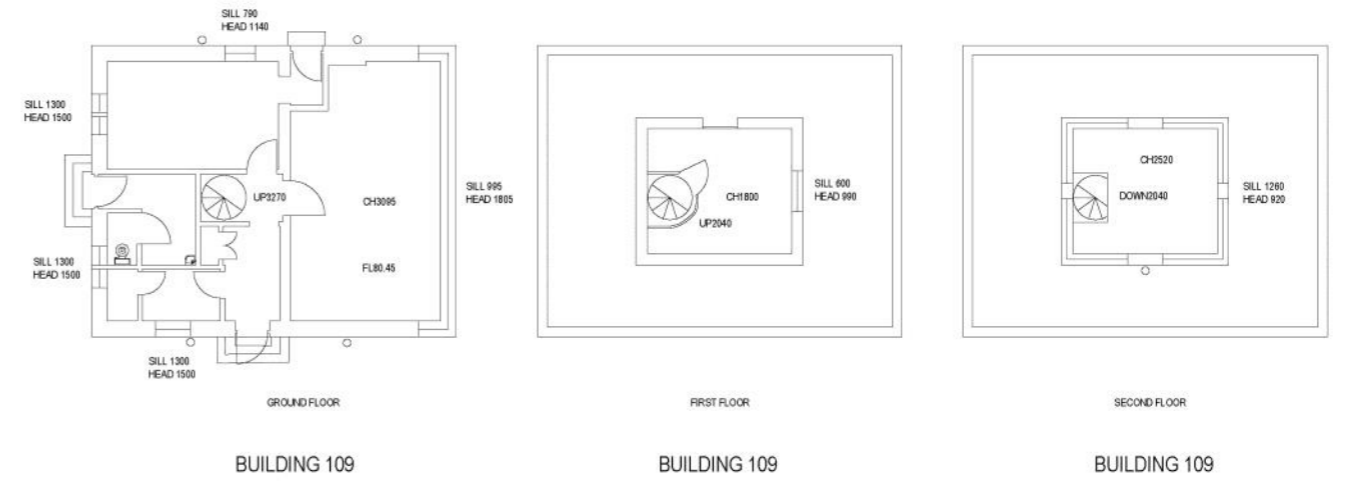 SILL 790
HEAD 1140
SILL 1300
HEAD 1500
UP3270
CH3095
SILL 995
HEAD 1805
SILL 1300
HEAD 1500
FL80.45
SILL 1300
HEAD 1500
GROUND FLOOR
BUILDING 109
CH1800
SILL 600
HEAD 990
UP2040
FIRST FLOOR
BUILDING 109
CH2520
DOWN2040
SILL 1260
HEAD 920
SECOND FLOOR
BUILDING 109